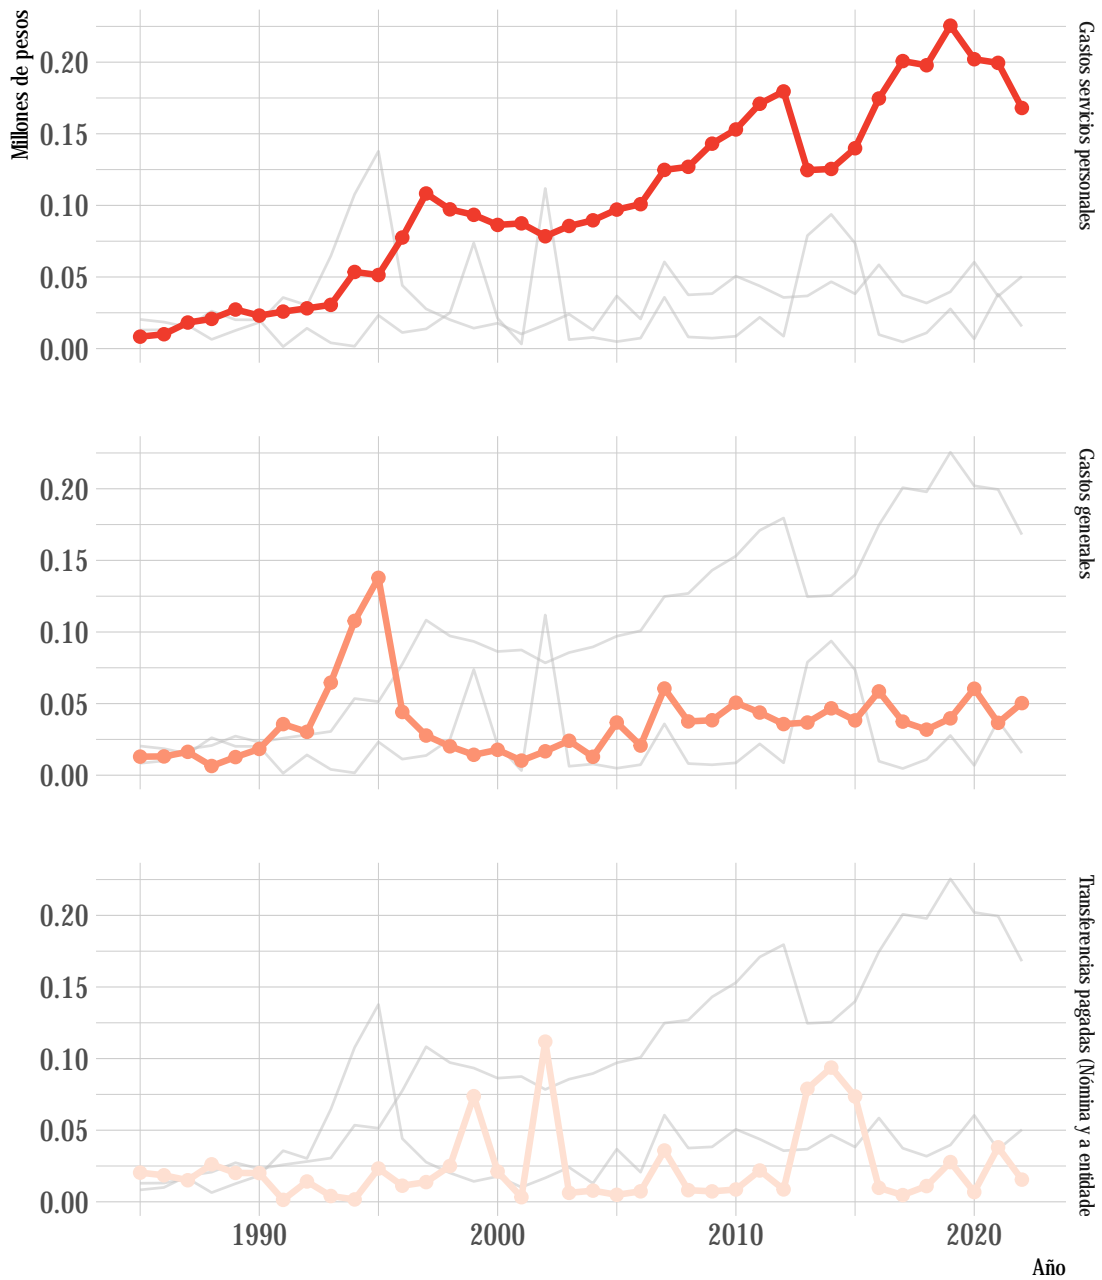 Millones de pesos
0.20
0.15
0.10
0.05
0.00
Gastos servicios personales
0.20
0.15
0.10
0.05
0.00
Gastos generales
0.20
0.15
0.10
0.05
0.00
Transferencias pagadas (Nómina y a entidade
1990 2000 2010 2020
Año